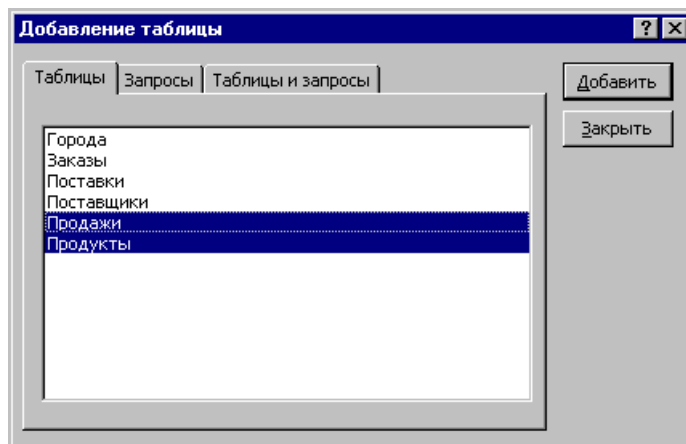 Добавление таблицы
Таблицы Запросы Таблицы и запросы
Добавить
Закрыть
Города
Заказы
Поставки
Поставщики
Продажи
Продукты